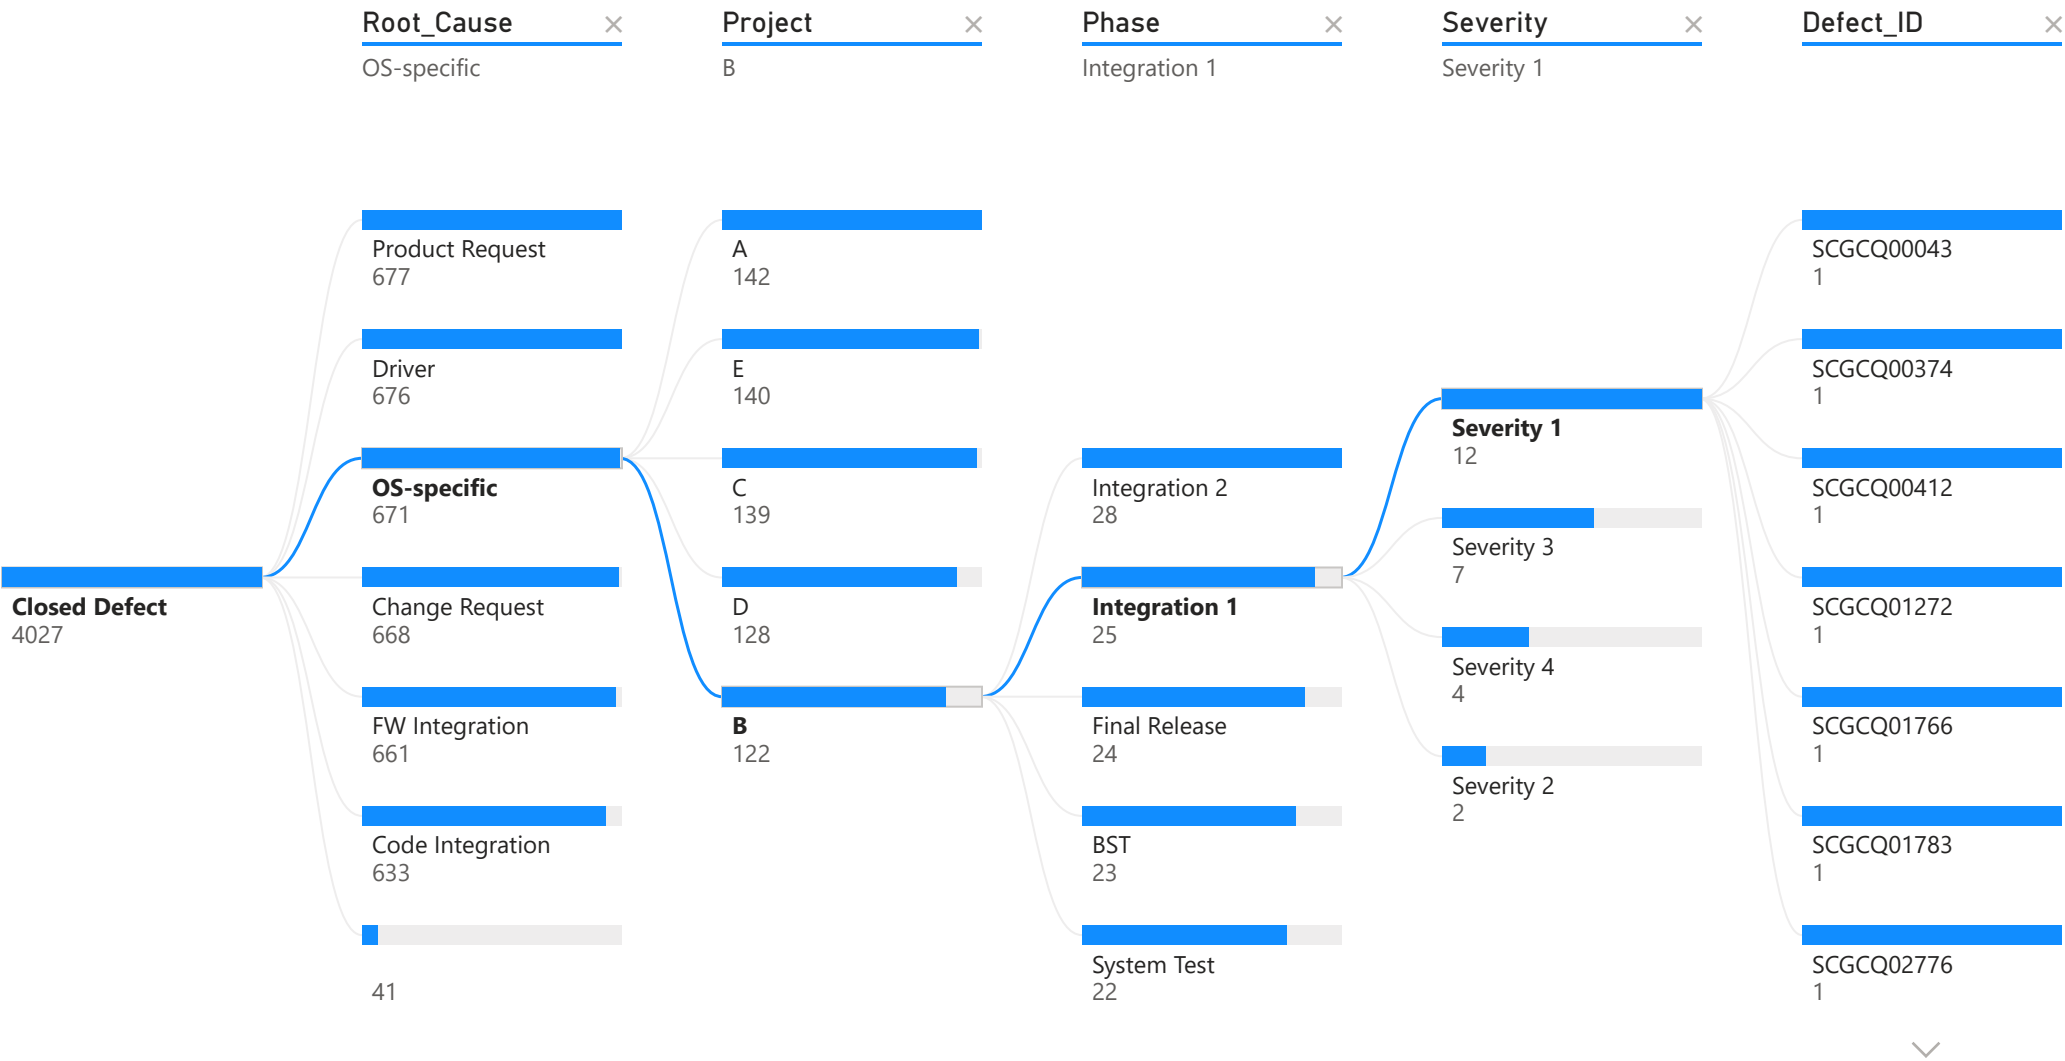 Root_Cause
Project
Phase
Severity
Defect_ID
OS-specific
B
Integration 1
Severity 1
Closed Defect
4027
Product Request
677
Driver
676
OS-specific
671
Change Request
668
FW Integration
661
Code Integration
633
41
A
142
E
140
C
139
D
128
B
122
Integration 2
28
Integration 1
25
Final Release
24
BST
23
System Test
22
Severity 1
12
Severity 3
7
Severity 4
4
Severity 2
2
SCGCQ00043
1
SCGCQ00374
1
SCGCQ00412
1
SCGCQ01272
1
SCGCQ01766
1
SCGCQ01783
1
SCGCQ02776
1